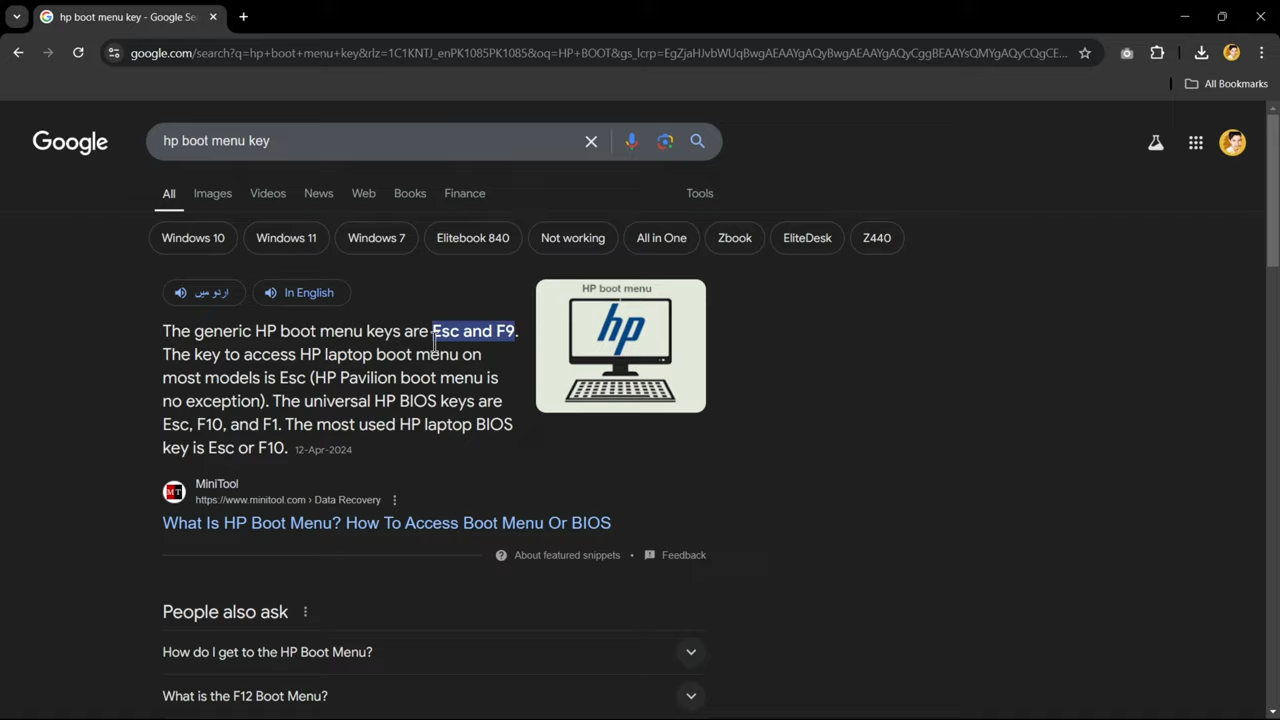 hp boot menu key - Google Se
google.com/search?q=hp+boot+menu+key&rlz=1C1KNTJ_enPK1085PK1085&oq=HP+BOOT&gs_lcrp=EgZjaHJvbWUqBwgAEAAYgAQyBwgAEAAYgAQyCggBEAAYsQMYgAQyCQgCE...
All Bookmarks
Google
hp boot menu key
All Images Videos News Web Books Finance Tools
Windows 10 Windows 11 Windows 7 Elitebook 840 Not working All in One Zbook EliteDesk Z440
اردو میں In English
HP boot menu
hp
The generic HP boot menu keys are Esc and F9.
The key to access HP laptop boot menu on
most models is Esc (HP Pavilion boot menu is
no exception). The universal HP BIOS keys are
Esc, F10, and F1. The most used HP laptop BIOS
key is Esc or F10. 12-Apr-2024
MT
MiniTool
https://www.minitool.com › Data Recovery
What Is HP Boot Menu? How To Access Boot Menu Or BIOS
About featured snippets • Feedback
People also ask
How do I get to the HP Boot Menu?
What is the F12 Boot Menu?